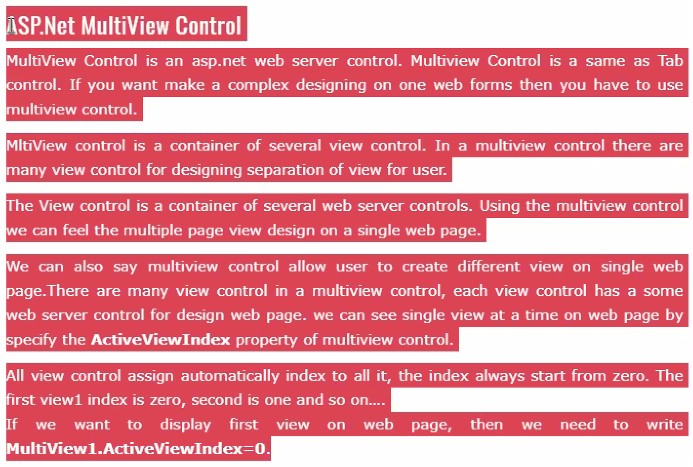 ASP.Net MultiView Control
MultiView Control is an asp.net web server control. Multiview Control is a same as Tab
control. If you want make a complex designing on one web forms then you have to use
multiview control.
MltiView control is a container of several view control. In a multiview control there are
many view control for designing separation of view for user.
The View control is a container of several web server controls. Using the multiview control
we can feel the multiple page view design on a single web page.
We can also say multiview control allow user to create different view on single web
page.There are many view control in a multiview control, each view control has a some
web server control for design web page. we can see single view at a time on web page by
specify the ActiveViewIndex property of multiview control.
All view control assign automatically index to all it, the index always start from zero. The
first view1 index is zero, second is one and so on....
If we want to display first view on web page, then we need to write
MultiView1.ActiveViewIndex=0.